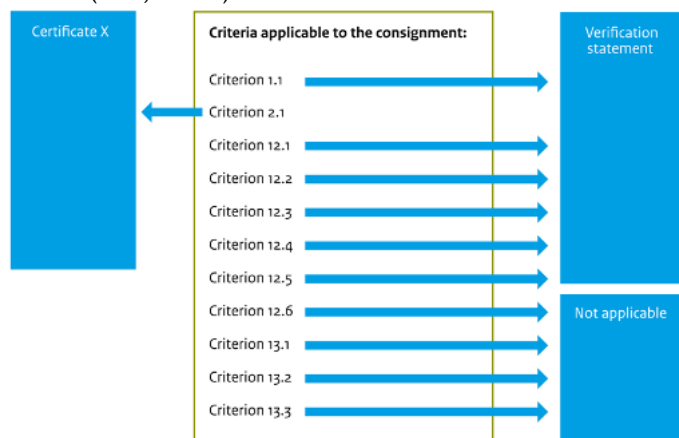 Certificate X
Criteria applicable to the consignment:
Verification
statement
Criterion 1.1
Criterion 2.1
Criterion 12.1
Criterion 12.2
Criterion 12.3
Criterion 12.4
Criterion 12.5
Criterion 12.6
Not applicable
Criterion 13.1
Criterion 13.2
Criterion 13.3